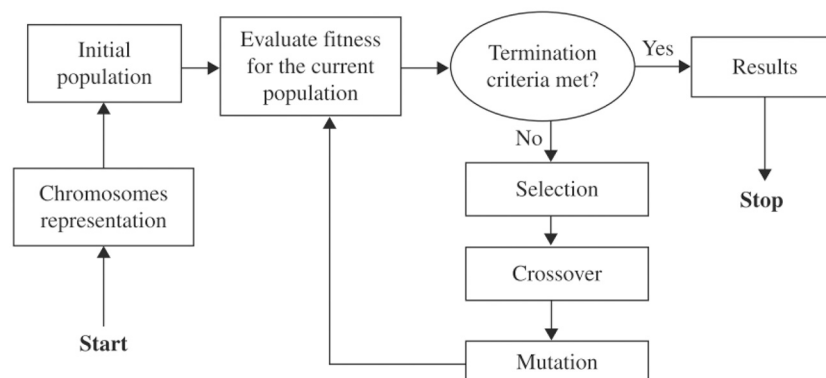 Initial
population
Evaluate fitness
for the current
population
Termination
criteria met?
Yes
Results
No
Chromosomes
representation
Selection
Stop
Crossover
Start
Mutation